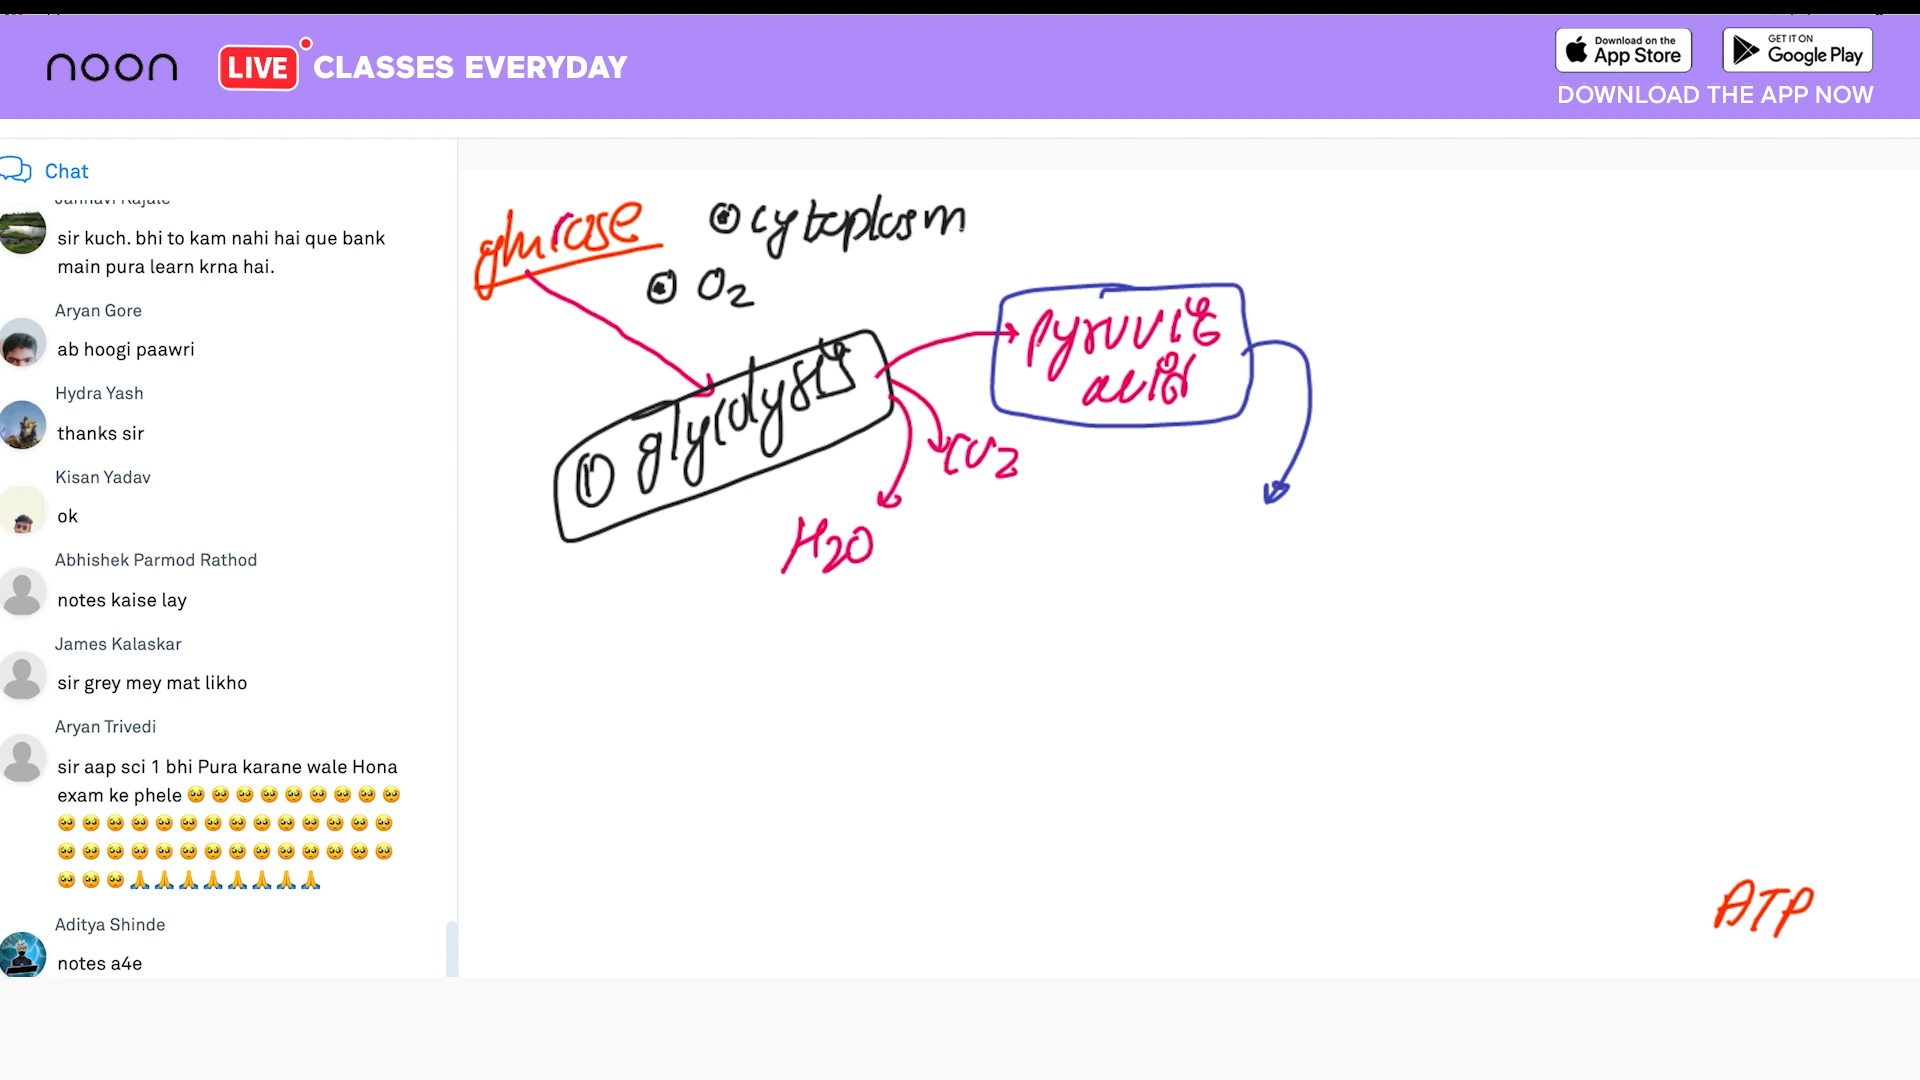 noon LIVE CLASSES EVERYDAY
Download on the App Store
GET IT ON Google Play
DOWNLOAD THE APP NOW
Chat
sir kuch. bhi to kam nahi hai que bank
main pura learn krna hai.
Aryan Gore
ab hoogi paawri
Hydra Yash
thanks sir
Kisan Yadav
ok
Abhishek Parmod Rathod
notes kaise lay
James Kalaskar
sir grey mey mat likho
Aryan Trivedi
sir aap sci 1 bhi Pura karane wale Hona
exam ke phele 🥺🥺🥺🥺🥺🥺🥺🥺🥺
🥺🥺🥺🥺🥺🥺🥺🥺🥺🥺🥺🥺🥺🥺
🥺🥺🥺🥺🥺🥺🥺🥺🥺🥺🥺🥺🥺🥺
🥺🥺🥺🙏🙏🙏🙏🙏🙏🙏🙏
Aditya Shinde
notes a4e
glucose
cytoplasm
O2
① glycolysis
pyruvic
acid
CO2
H2O
ATP